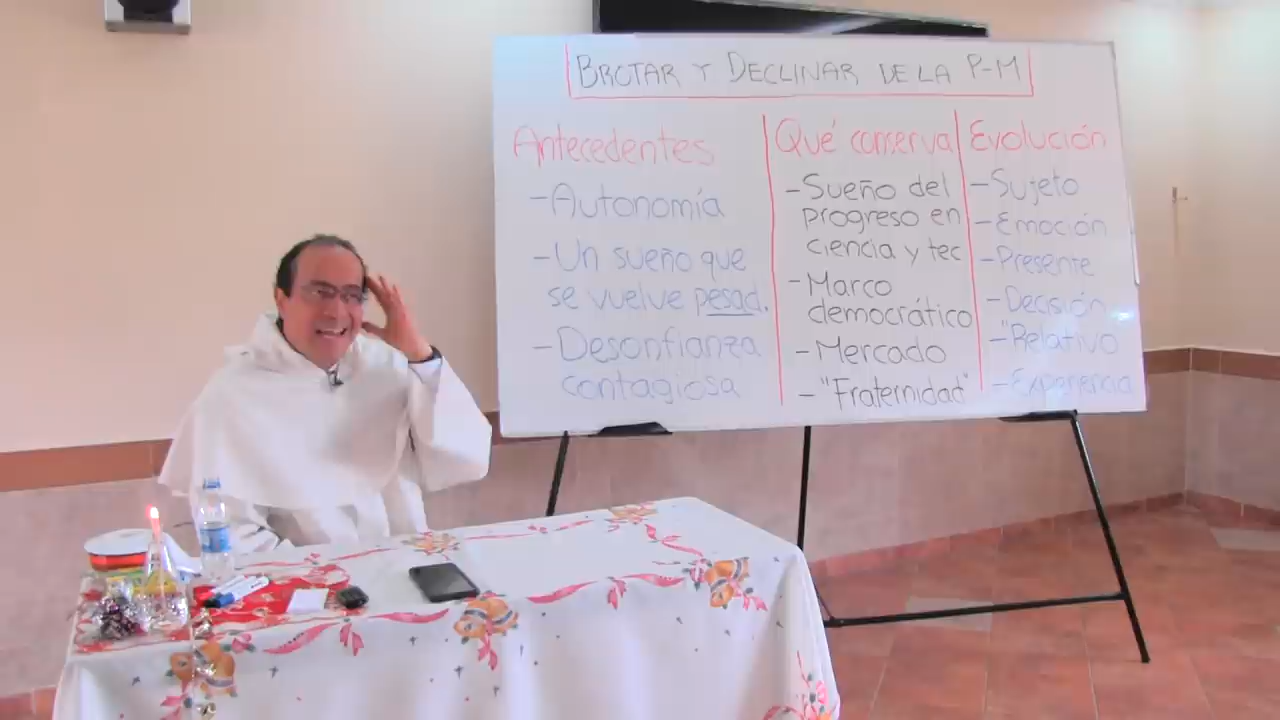 BROTAR Y DECLINAR DE LA P-M
Antecedentes
-Autonomía
-Un sueño que
se vuelve pesad.
-Desonfianza
contagiosa
Qué conserva
-Sueño del
progreso en
ciencia y tec
-Marco
democrático
-Mercado
-"Fraternidad"
Evolución
-Sujeto
-Emoción
-Presente
-Decisión
-"Relativo
-Experiencia